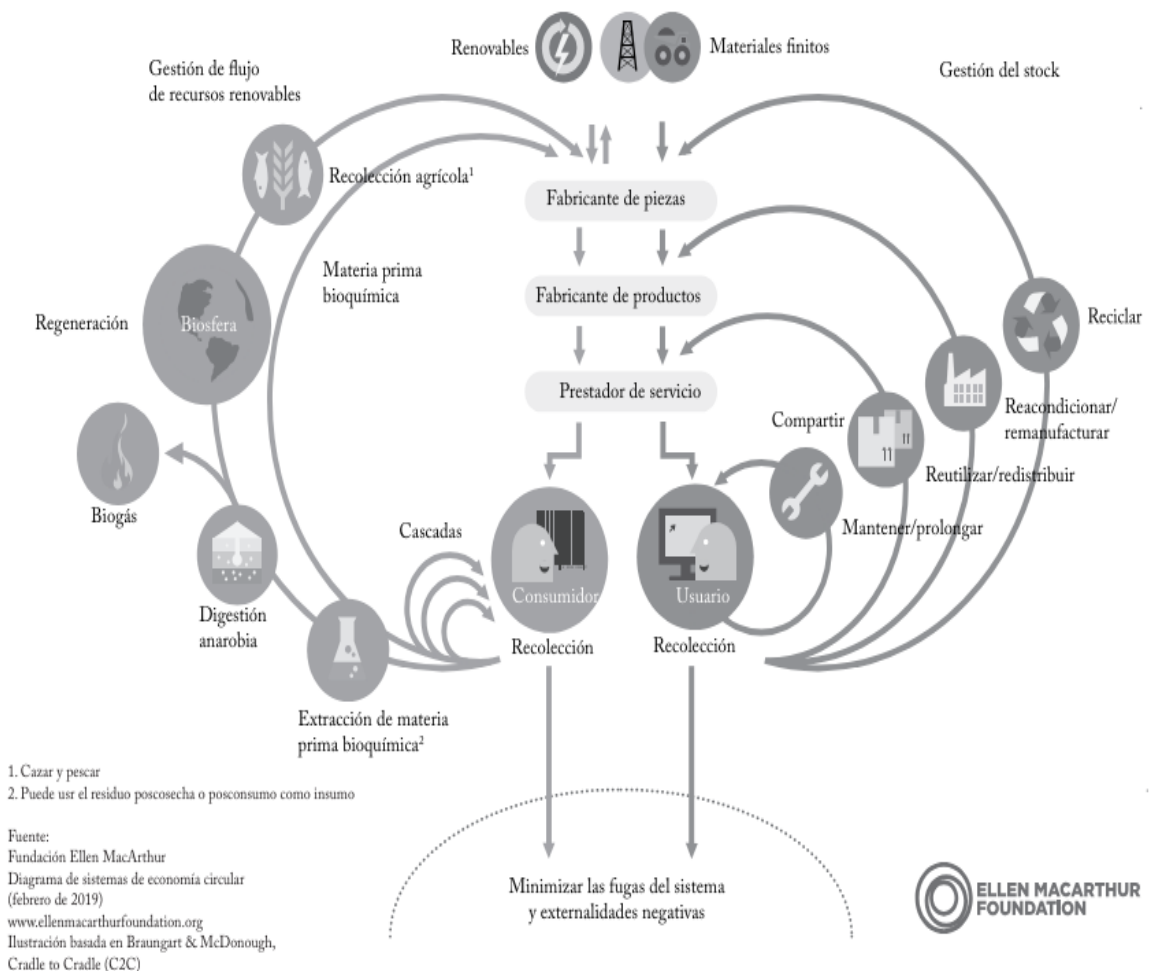 Renovables
Materiales finitos
Gestión de flujo
de recursos renovables
Gestión del stock
Recolección agrícola¹
Fabricante de piezas
Materia prima
bioquímica
Fabricante de productos
Regeneración
Biosfera
Reciclar
Prestador de servicio
Compartir
Reacondicionar/
remanufacturar
Reutilizar/redistribuir
Biogás
Cascadas
Mantener/prolongar
Consumidor
Usuario
Digestión
anarobia
Recolección
Recolección
Extracción de materia
prima bioquímica²
1. Cazar y pescar
2. Puede usr el residuo poscosecha o posconsumo como insumo
Fuente:
Fundación Ellen MacArthur
Diagrama de sistemas de economía circular
(febrero de 2019)
www.ellenmacarthurfoundation.org
Ilustración basada en Braungart & McDonough,
Cradle to Cradle (C2C)
Minimizar las fugas del sistema
y externalidades negativas
ELLEN MACARTHUR
FOUNDATION